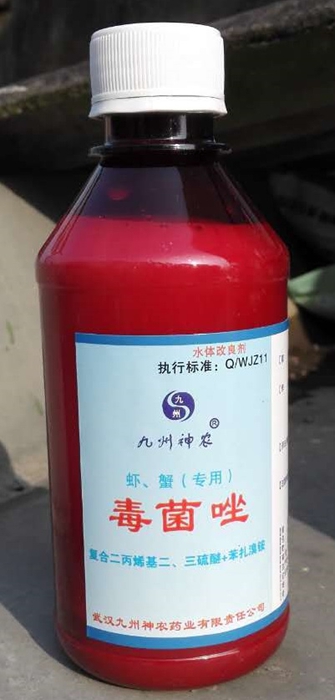 水体改良剂
执行标准：Q/WJZ11
九州
®
九州神农
虾、蟹（专用）
毒菌唑
复合二丙烯基二、三硫醚+苯扎溴铵
武汉九州神农药业有限责任公司